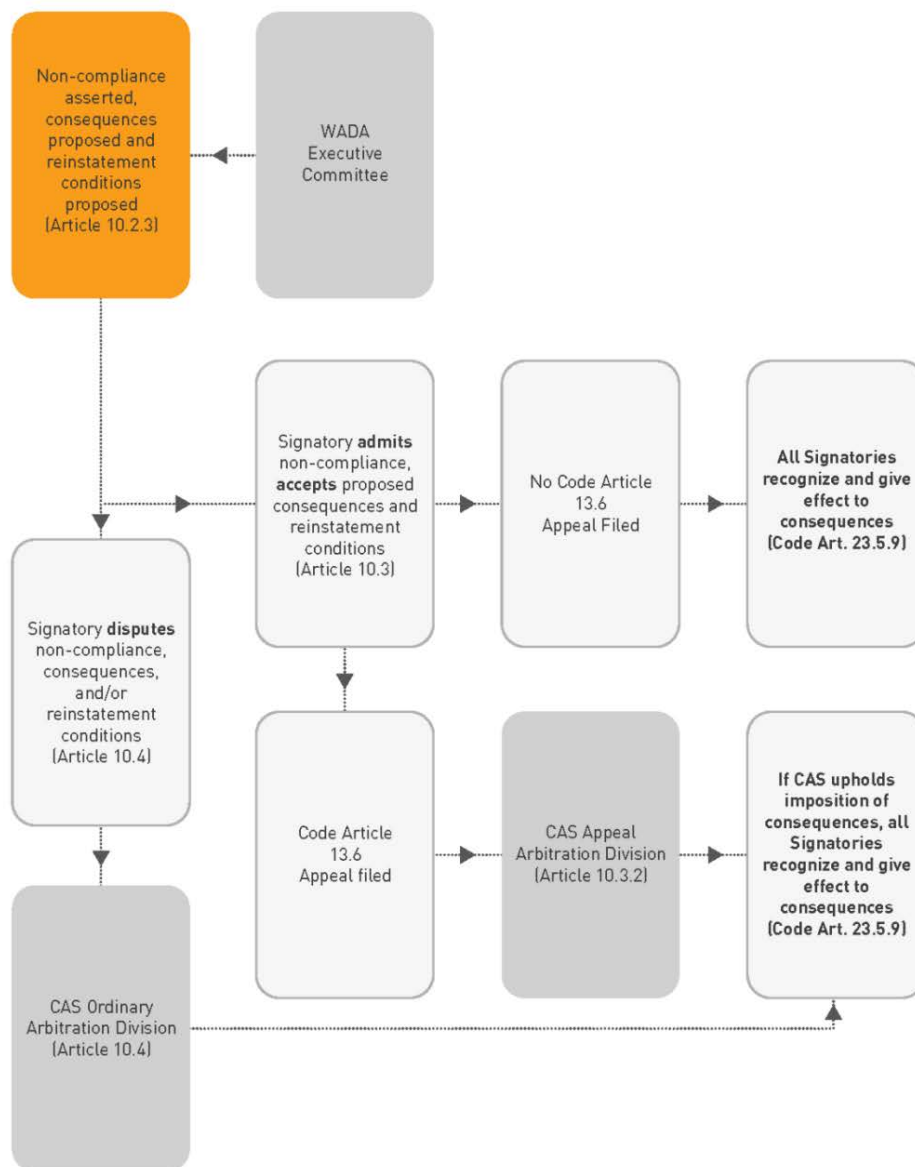 Non-compliance
asserted,
consequences
proposed and
reinstatement
conditions
proposed
(Article 10.2.3)
WADA
Executive
Committee
Signatory admits
non-compliance,
accepts proposed
consequences and
reinstatement
conditions
(Article 10.3)
No Code Article
13.6
Appeal Filed
All Signatories
recognize and give
effect to
consequences
(Code Art. 23.5.9)
Signatory disputes
non-compliance,
consequences,
and/or
reinstatement
conditions
(Article 10.4)
Code Article
13.6
Appeal filed
CAS Appeal
Arbitration Division
(Article 10.3.2)
If CAS upholds
imposition of
consequences, all
Signatories
recognize and give
effect to
consequences
(Code Art. 23.5.9)
CAS Ordinary
Arbitration Division
(Article 10.4)